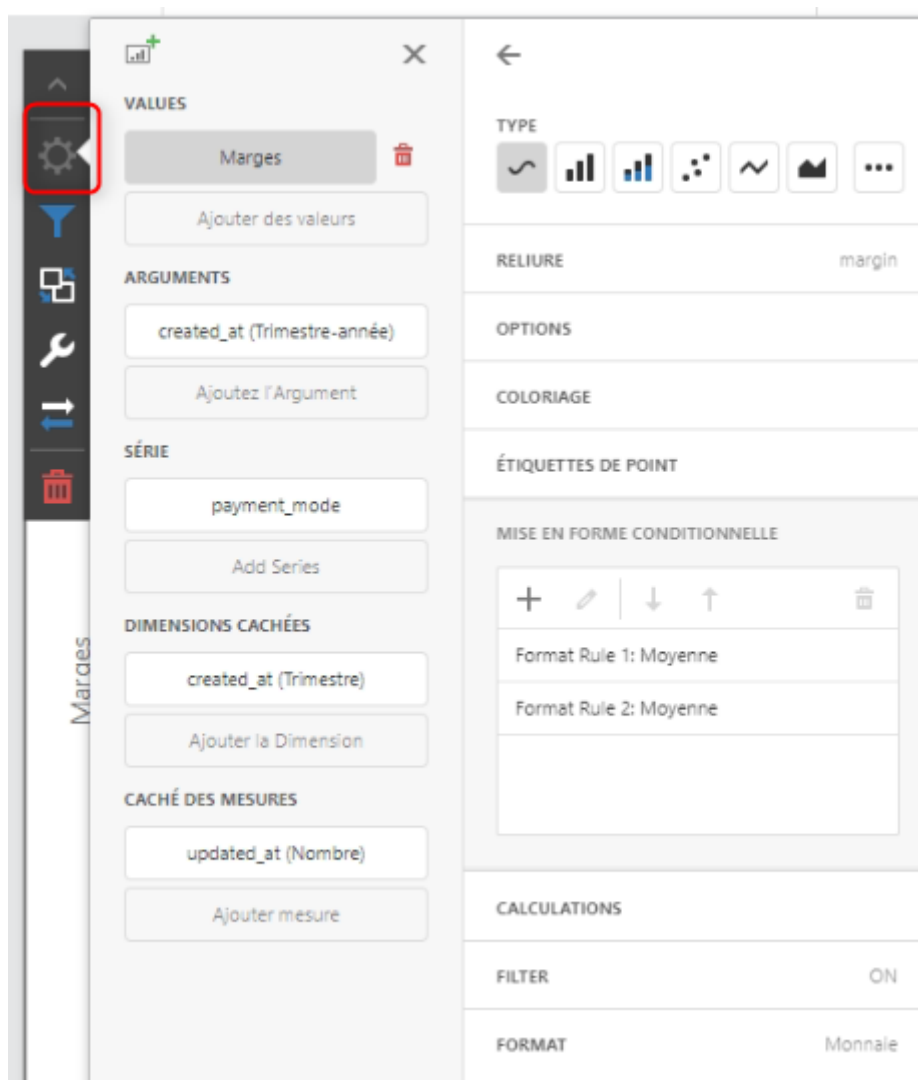 VALUES
Marges
Ajouter des valeurs
ARGUMENTS
created_at (Trimestre-année)
Ajoutez l'Argument
SÉRIE
payment_mode
Add Series
DIMENSIONS CACHÉES
created_at (Trimestre)
Ajouter la Dimension
CACHÉ DES MESURES
updated_at (Nombre)
Ajouter mesure
Marges
TYPE
RELIURE margin
OPTIONS
COLORIAGE
ÉTIQUETTES DE POINT
MISE EN FORME CONDITIONNELLE
Format Rule 1: Moyenne
Format Rule 2: Moyenne
CALCULATIONS
FILTER ON
FORMAT Monnaie